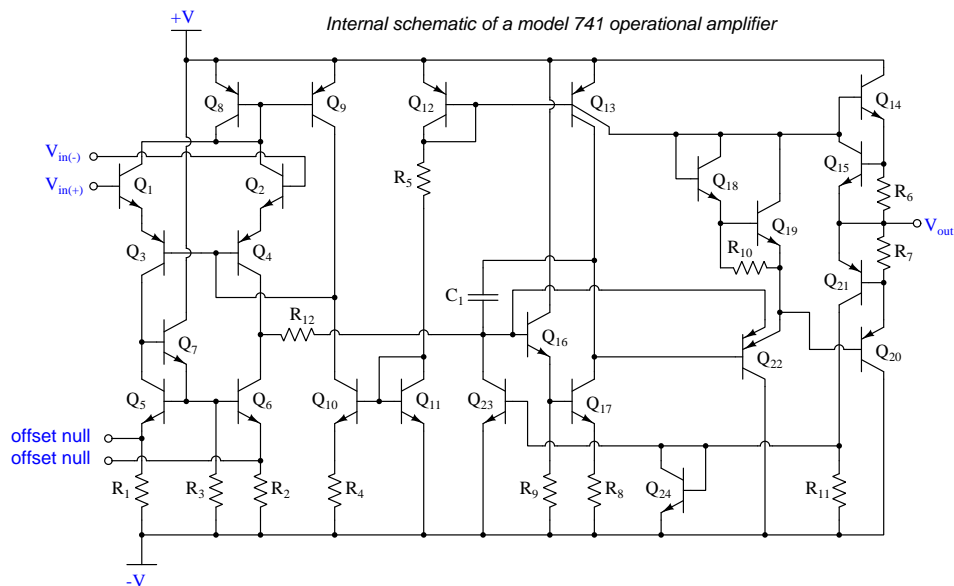 Internal schematic of a model 741 operational amplifier
+V
Q8
Q9
Q12
Q13
Q14
Vin(-)
Vin(+)
Q1
Q2
R5
Q18
Q15
R6
Q3
Q4
Q19
Vout
R10
R7
C1
Q21
R12
Q7
Q16
Q22
Q20
Q5
Q6
Q10
Q11
Q23
Q17
offset null
offset null
R1
R3
R2
R4
R9
R8
Q24
R11
-V